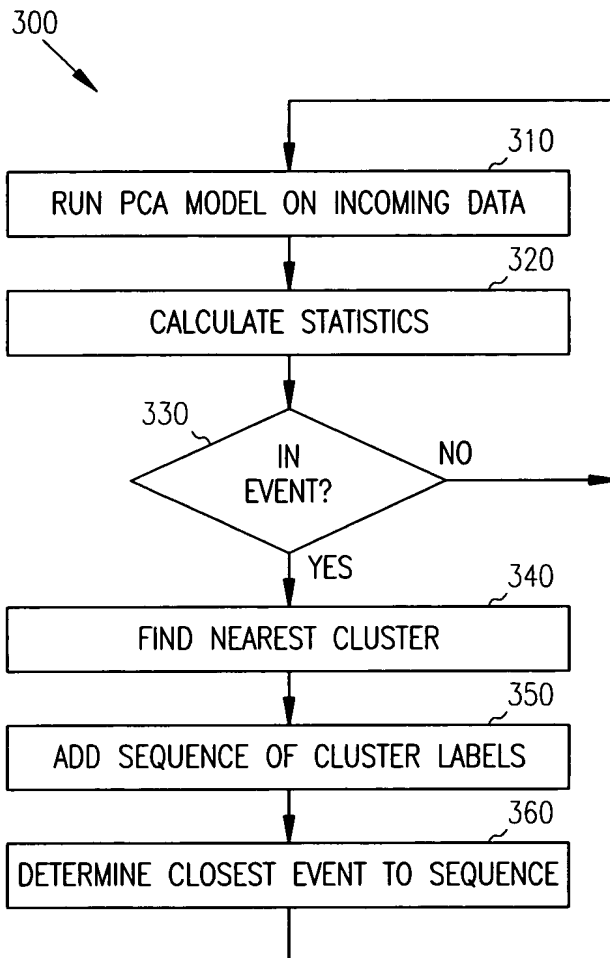 300
310
RUN PCA MODEL ON INCOMING DATA
320
CALCULATE STATISTICS
330
IN
EVENT?
NO
YES
340
FIND NEAREST CLUSTER
350
ADD SEQUENCE OF CLUSTER LABELS
360
DETERMINE CLOSEST EVENT TO SEQUENCE